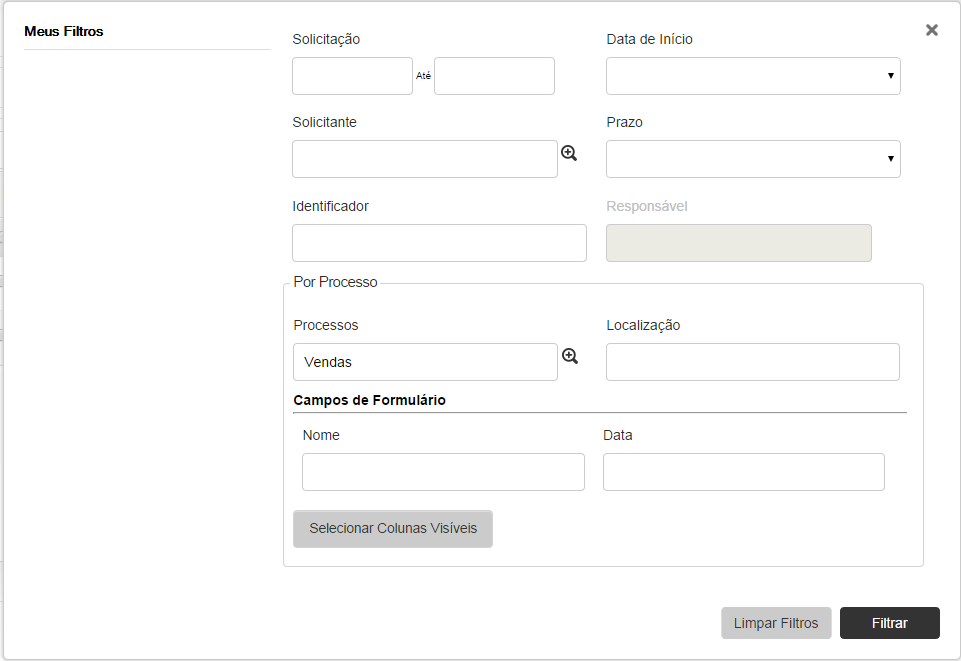 Meus Filtros
Solicitação
Data de Início
Até
Solicitante
Prazo
Identificador
Responsável
Por Processo
Processos
Localização
Vendas
Campos de Formulário
Nome
Data
Selecionar Colunas Visíveis
Limpar Filtros
Filtrar